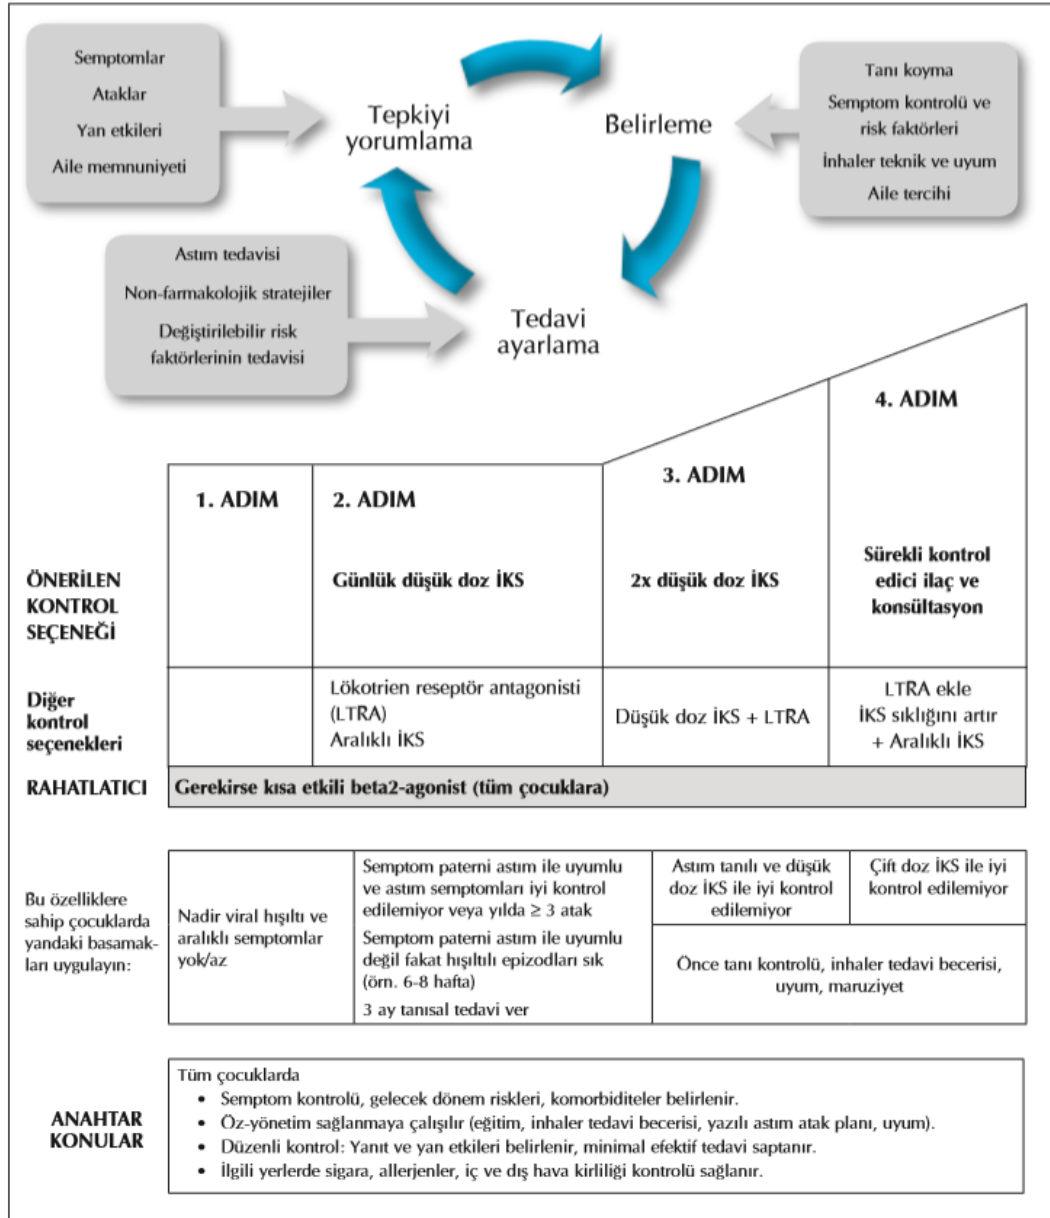 Semptomlar
Ataklar
Yan etkileri
Aile memnuniyeti
Tepkiyi
yorumlama
Belirleme
Tanı koyma
Semptom kontrolü ve
risk faktörleri
İnhaler teknik ve uyum
Aile tercihi
Astım tedavisi
Non-farmakolojik stratejiler
Değiştirilebilir risk
faktörlerinin tedavisi
Tedavi
ayarlama
1. ADIM
2. ADIM
3. ADIM
4. ADIM
ÖNERİLEN
KONTROL
SEÇENEĞİ
Günlük düşük doz İKS
2x düşük doz İKS
Sürekli kontrol
edici ilaç ve
konsültasyon
Diğer
kontrol
seçenekleri
Lökotrien reseptör antagonisti
(LTRA)
Aralıklı İKS
Düşük doz İKS + LTRA
LTRA ekle
İKS sıklığını artır
+ Aralıklı İKS
RAHATLATICI
Gerekirse kısa etkili beta2-agonist (tüm çocuklara)
Bu özelliklere
sahip çocuklarda
yandaki basamak-
ları uygulayın:
Nadir viral hışıltı ve
aralıklı semptomlar
yok/az
Semptom paterni astım ile uyumlu
ve astım semptomları iyi kontrol
edilemiyor veya yılda ≥ 3 atak
Semptom paterni astım ile uyumlu
değil fakat hışıltılı epizodları sık
(örn. 6-8 hafta)
3 ay tanısal tedavi ver
Astım tanılı ve düşük
doz İKS ile iyi kontrol
edilemiyor
Çift doz İKS ile iyi
kontrol edilemiyor
Önce tanı kontrolü, inhaler tedavi becerisi,
uyum, maruziyet
ANAHTAR
KONULAR
Tüm çocuklarda
• Semptom kontrolü, gelecek dönem riskleri, komorbiditeler belirlenir.
• Öz-yönetim sağlanmaya çalışılır (eğitim, inhaler tedavi becerisi, yazılı astım atak planı, uyum).
• Düzenli kontrol: Yanıt ve yan etkileri belirlenir, minimal efektif tedavi saptanır.
• İlgili yerlerde sigara, allerjenler, iç ve dış hava kirliliği kontrolü sağlanır.